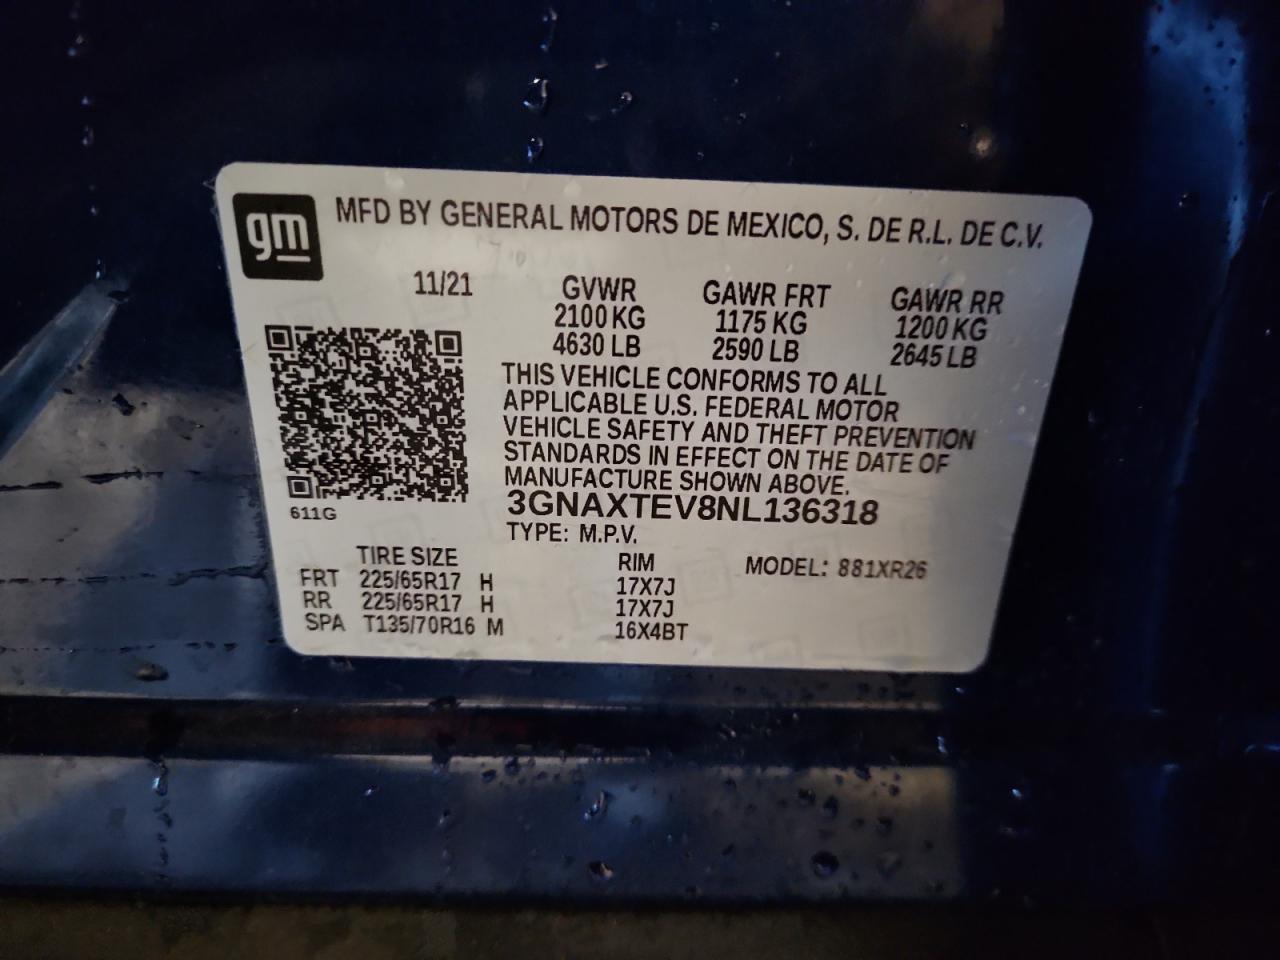 gm
MFD BY GENERAL MOTORS DE MEXICO, S. DE R.L. DE C.V.
11/21 GVWR GAWR FRT GAWR RR
2100 KG 1175 KG 1200 KG
4630 LB 2590 LB 2645 LB
THIS VEHICLE CONFORMS TO ALL
APPLICABLE U.S. FEDERAL MOTOR
VEHICLE SAFETY AND THEFT PREVENTION
STANDARDS IN EFFECT ON THE DATE OF
MANUFACTURE SHOWN ABOVE.
3GNAXTEV8NL136318
611G
TYPE: M.P.V.
TIRE SIZE RIM MODEL: 881XR26
FRT 225/65R17 H 17X7J
RR 225/65R17 H 17X7J
SPA T135/70R16 M 16X4BT